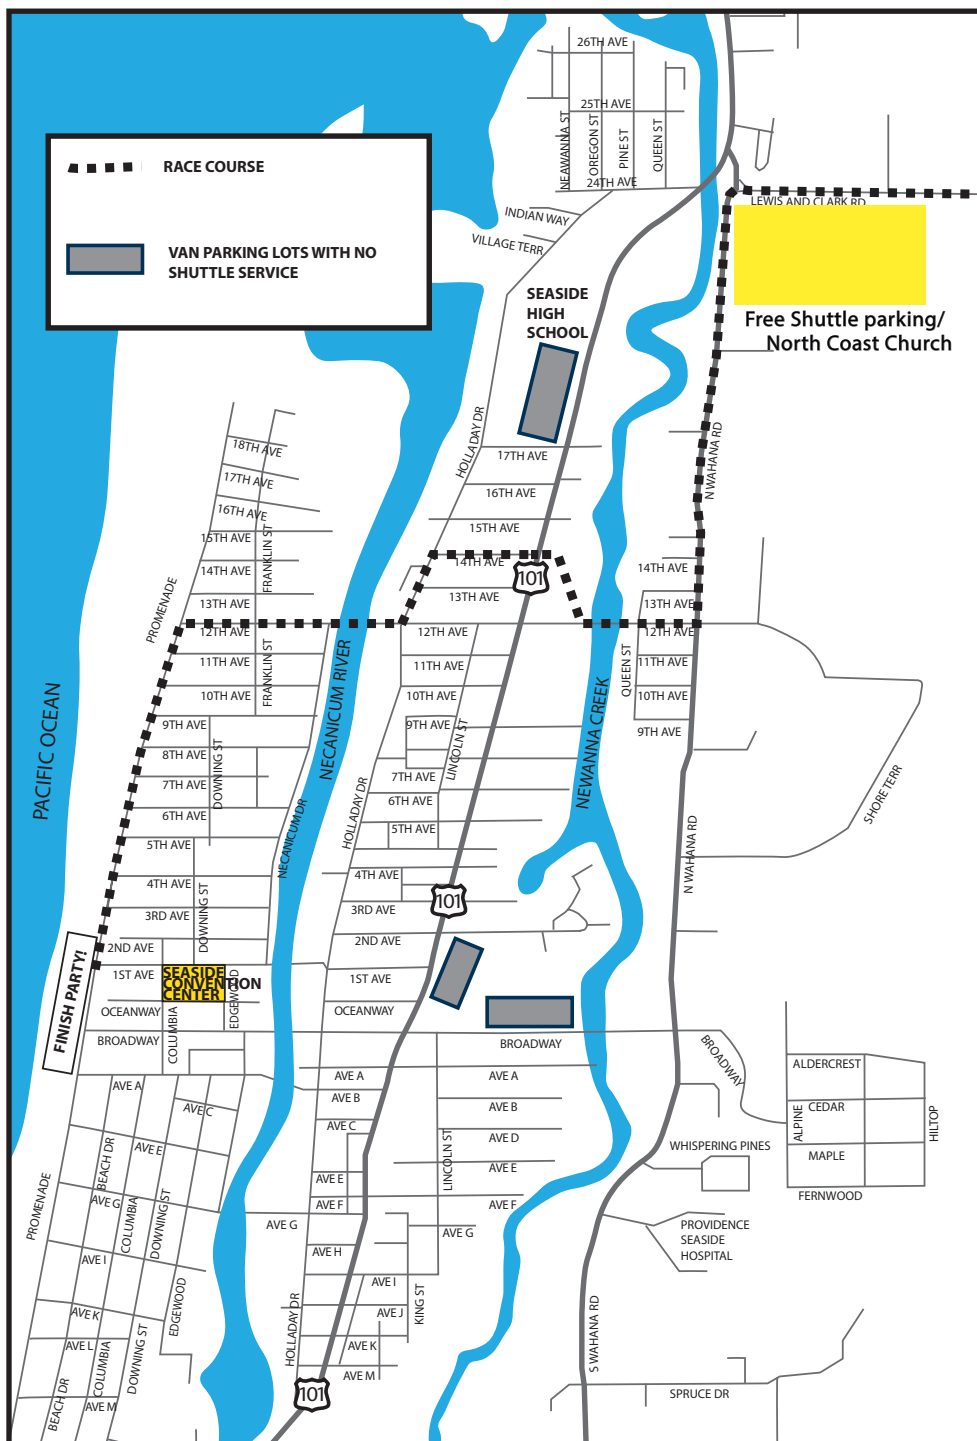 26TH AVE
25TH AVE
NEAWANNA ST
OREGON ST
PINE ST
QUEEN ST
24TH AVE
RACE COURSE
LEWIS AND CLARK RD
INDIAN WAY
VILLAGE TERR
VAN PARKING LOTS WITH NO
SHUTTLE SERVICE
SEASIDE
HIGH
SCHOOL
Free Shuttle parking/
North Coast Church
HOLLADAY DR
N WAHANA RD
18TH AVE
17TH AVE
17TH AVE
16TH AVE
16TH AVE
15TH AVE
15TH AVE
FRANKLIN ST
14TH AVE
14TH AVE
14TH AVE
101
13TH AVE
13TH AVE
13TH AVE
PROMENADE
12TH AVE
12TH AVE
12TH AVE
11TH AVE
11TH AVE
11TH AVE
FRANKLIN ST
QUEEN ST
10TH AVE
10TH AVE
10TH AVE
NECANICUM RIVER
PACIFIC OCEAN
NEWANNA CREEK
9TH AVE
9TH AVE
9TH AVE
LINCOLN ST
8TH AVE
DOWNING ST
7TH AVE
7TH AVE
SHORE TERR
6TH AVE
6TH AVE
HOLLADAY DR
NECANICUM DR
N WAHANA RD
5TH AVE
5TH AVE
4TH AVE
4TH AVE
DOWNING ST
101
3RD AVE
3RD AVE
2ND AVE
2ND AVE
FINISH PARTY!
1ST AVE
SEASIDE
CONVENTION
CENTER
EDGEWOOD
1ST AVE
OCEANWAY
OCEANWAY
COLUMBIA
BROADWAY
BROADWAY
BROADWAY
ALDERCREST
AVE A
AVE A
AVE A
AVE B
AVE B
AVE C
AVE C
CEDAR
ALPINE
HILTOP
AVE D
LINCOLN ST
AVE E
BEACH DR
WHISPERING PINES
MAPLE
AVE E
AVE E
AVE F
AVE F
FERNWOOD
AVE G
AVE G
AVE G
PROMENADE
COLUMBIA
DOWNING ST
PROVIDENCE
SEASIDE
HOSPITAL
AVE H
AVE I
AVE I
KING ST
EDGEWOOD
HOLLADAY DR
AVE J
AVE K
AVE K
S WAHANA RD
AVE L
DOWNING ST
COLUMBIA
BEACH DR
AVE M
AVE M
101
SPRUCE DR